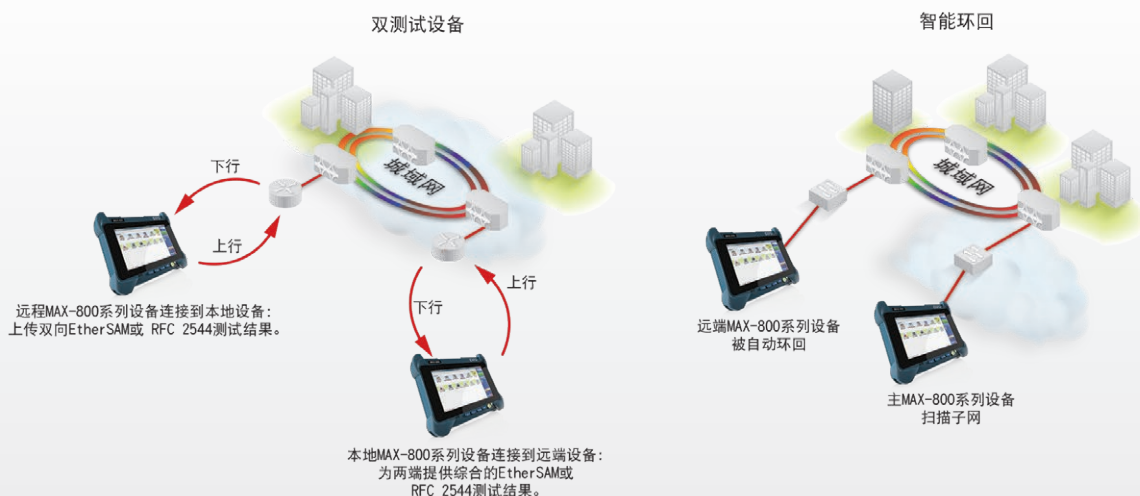 双测试设备
城域网
下行
上行
远程MAX-800系列设备连接到本地设备：
上传双向EtherSAM或 RFC 2544测试结果。
下行
上行
本地MAX-800系列设备连接到远端设备：
为两端提供综合的EtherSAM或
RFC 2544测试结果。
智能环回
城域网
远端MAX-800系列设备
被自动环回
主MAX-800系列设备
扫描子网